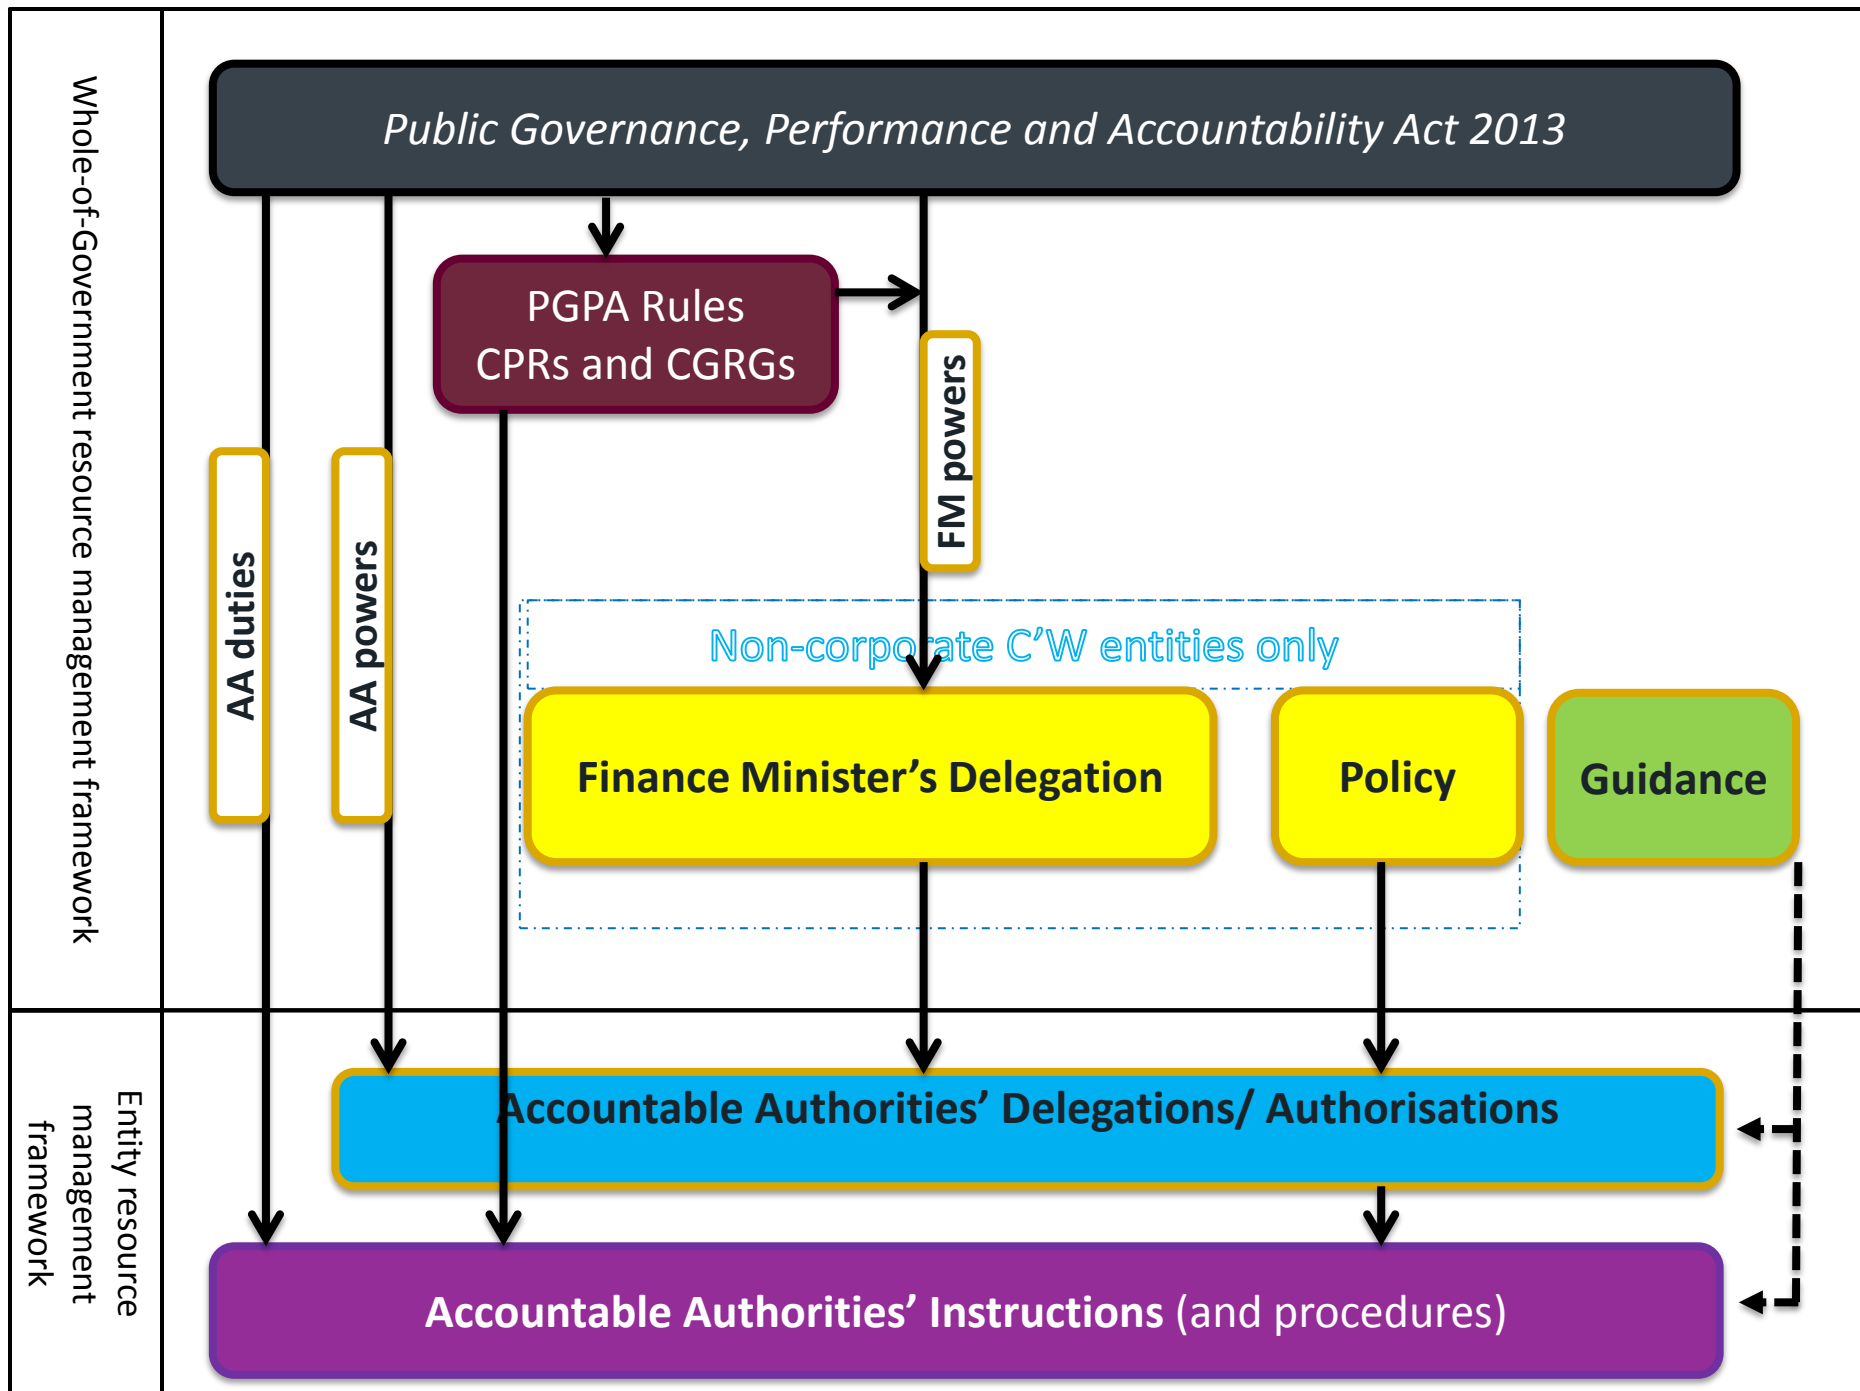 Whole-of-Government resource management framework
Public Governance, Performance and Accountability Act 2013
PGPA Rules
CPRs and CGRGs
FM powers
AA duties
AA powers
Non-corporate C’W entities only
Finance Minister’s Delegation
Policy
Guidance
Entity resource
management
framework
Accountable Authorities’ Delegations/ Authorisations
Accountable Authorities’ Instructions (and procedures)